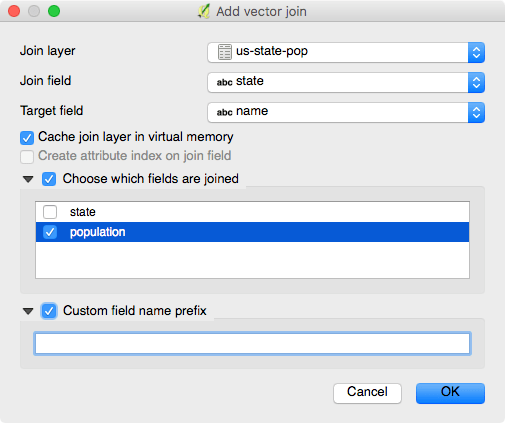 Add vector join
Join layer
us-state-pop
Join field
abc state
Target field
abc name
Cache join layer in virtual memory
Create attribute index on join field
Choose which fields are joined
state
population
Custom field name prefix
Cancel
OK